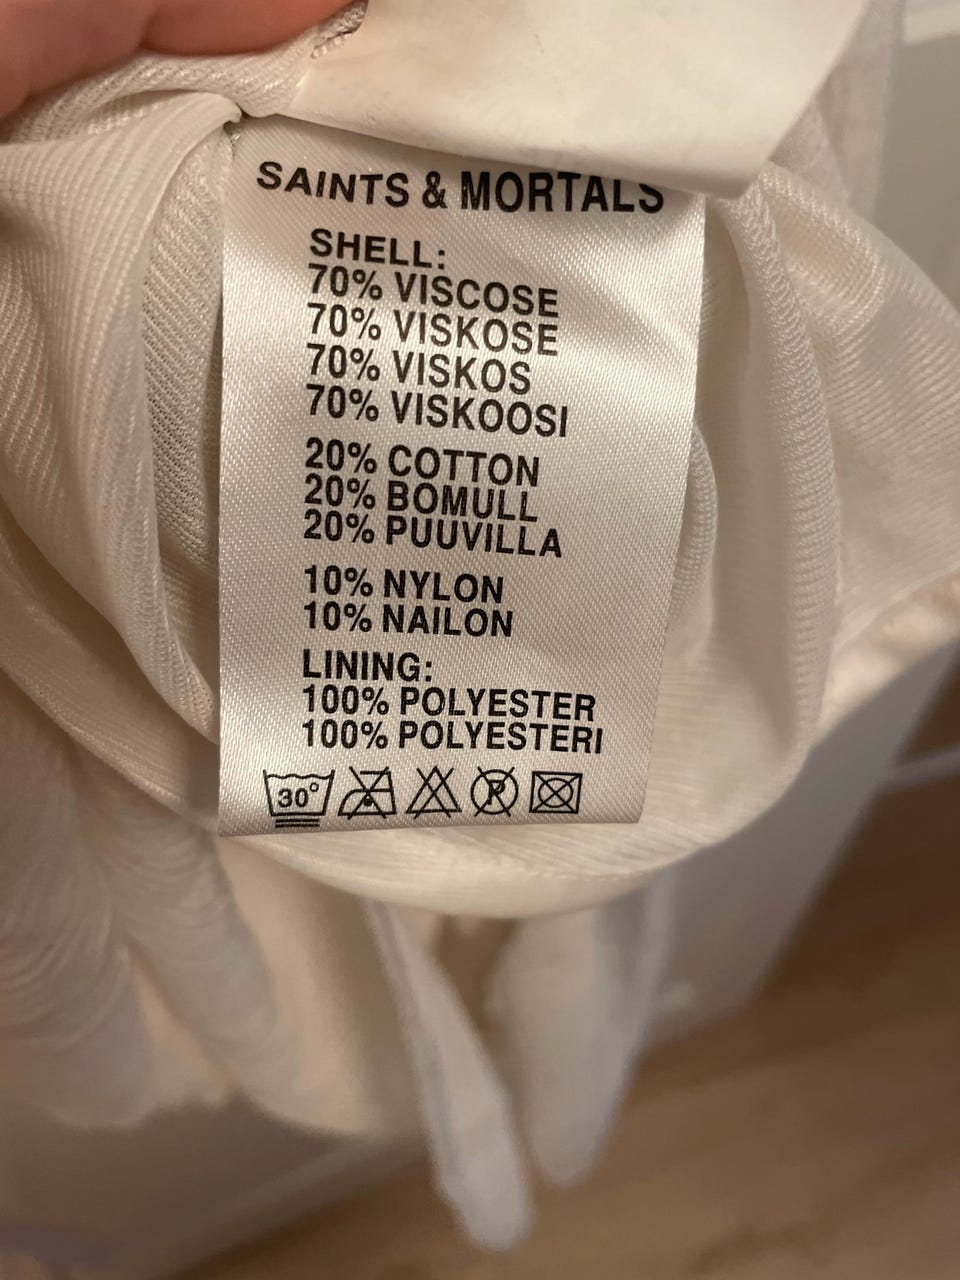 SAINTS & MORTALS
SHELL:
70% VISCOSE
70% VISKOSE
70% VISKOS
70% VISKOOSI
20% COTTON
20% BOMULL
20% PUUVILLA
10% NYLON
10% NAILON
LINING:
100% POLYESTER
100% POLYESTERI
30° P